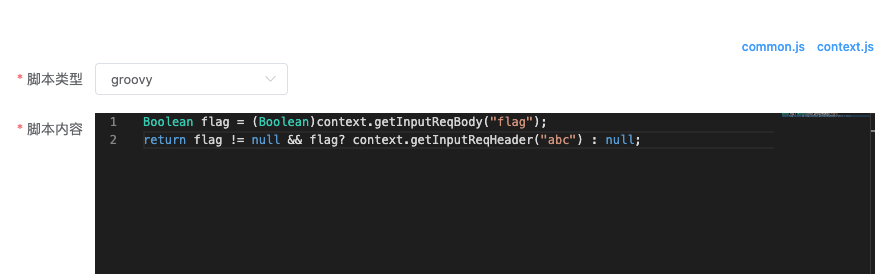 common.js context.js
* 脚本类型 groovy
* 脚本内容
1 Boolean flag = (Boolean)context.getInputReqBody("flag");
2 return flag != null && flag? context.getInputReqHeader("abc") : null;